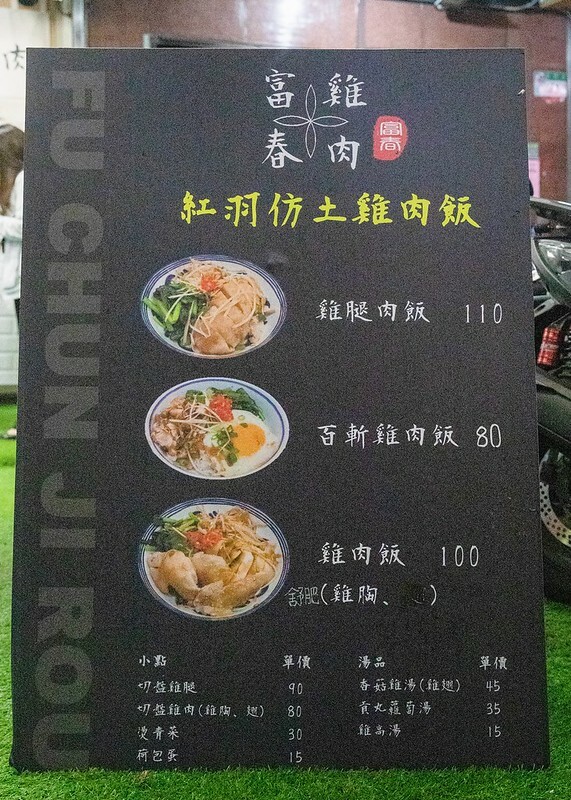 肉
富 雞
春 肉
富春
紅羽仿土雞肉飯
雞腿肉飯 110
百斬雞肉飯 80
雞肉飯 100
舒肥(雞胸、 )
小點 單價
切盤雞腿 90
切盤雞肉(雞胸、翅) 80
燙青菜 30
荷包蛋 15
湯品 單價
香菇雞湯(雞翅) 45
貢丸蘿蔔湯 35
雞高湯 15
FU CHUN JI ROU